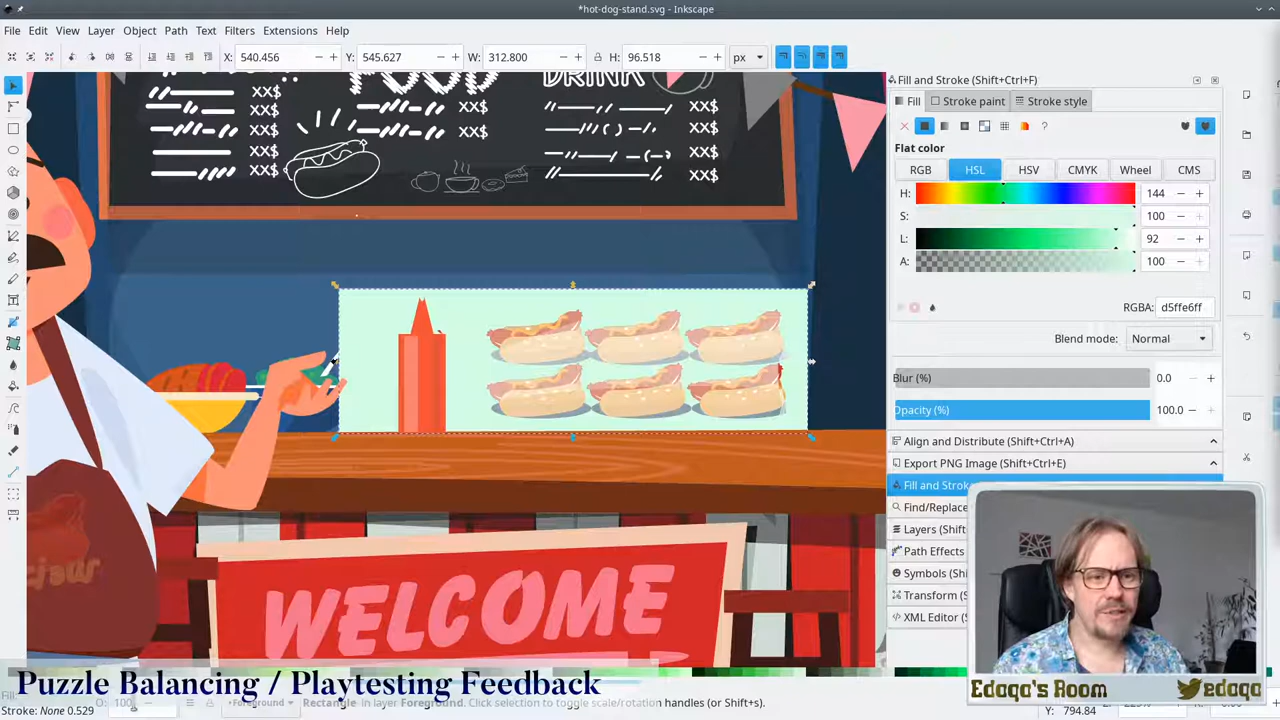 *hot-dog-stand.svg - Inkscape
File Edit View Layer Object Path Text Filters Extensions Help
X: 540.456 Y: 545.627 W: 312.800 H: 96.518 px
Fill and Stroke (Shift+Ctrl+F)
Fill Stroke paint Stroke style
?
Flat color
RGB HSL HSV CMYK Wheel CMS
H: 144
S: 100
L: 92
A: 100
RGBA: d5ffe6ff
Blend mode: Normal
Blur (%) 0.0
Opacity (%) 100.0
Align and Distribute (Shift+Ctrl+A)
Export PNG Image (Shift+Ctrl+E)
Fill and Stroke
Find/Replace
Layers (Shift
Path Effects
Symbols (Shi
Transform (S
XML Editor (
FOOD
DRINK
XX$
XX$
XX$
XX$
XX$
XX$
XX$
XX$
XX$
XX$
XX$
WELCOME
Puzzle Balancing / Playtesting Feedback
Edaqa's Room
edaqa
Stroke: None 0.529
O: 100
Foreground
Rectangle in layer Foreground. Click selection to toggle scale/rotation handles (or Shift+s).
Y: 794.84